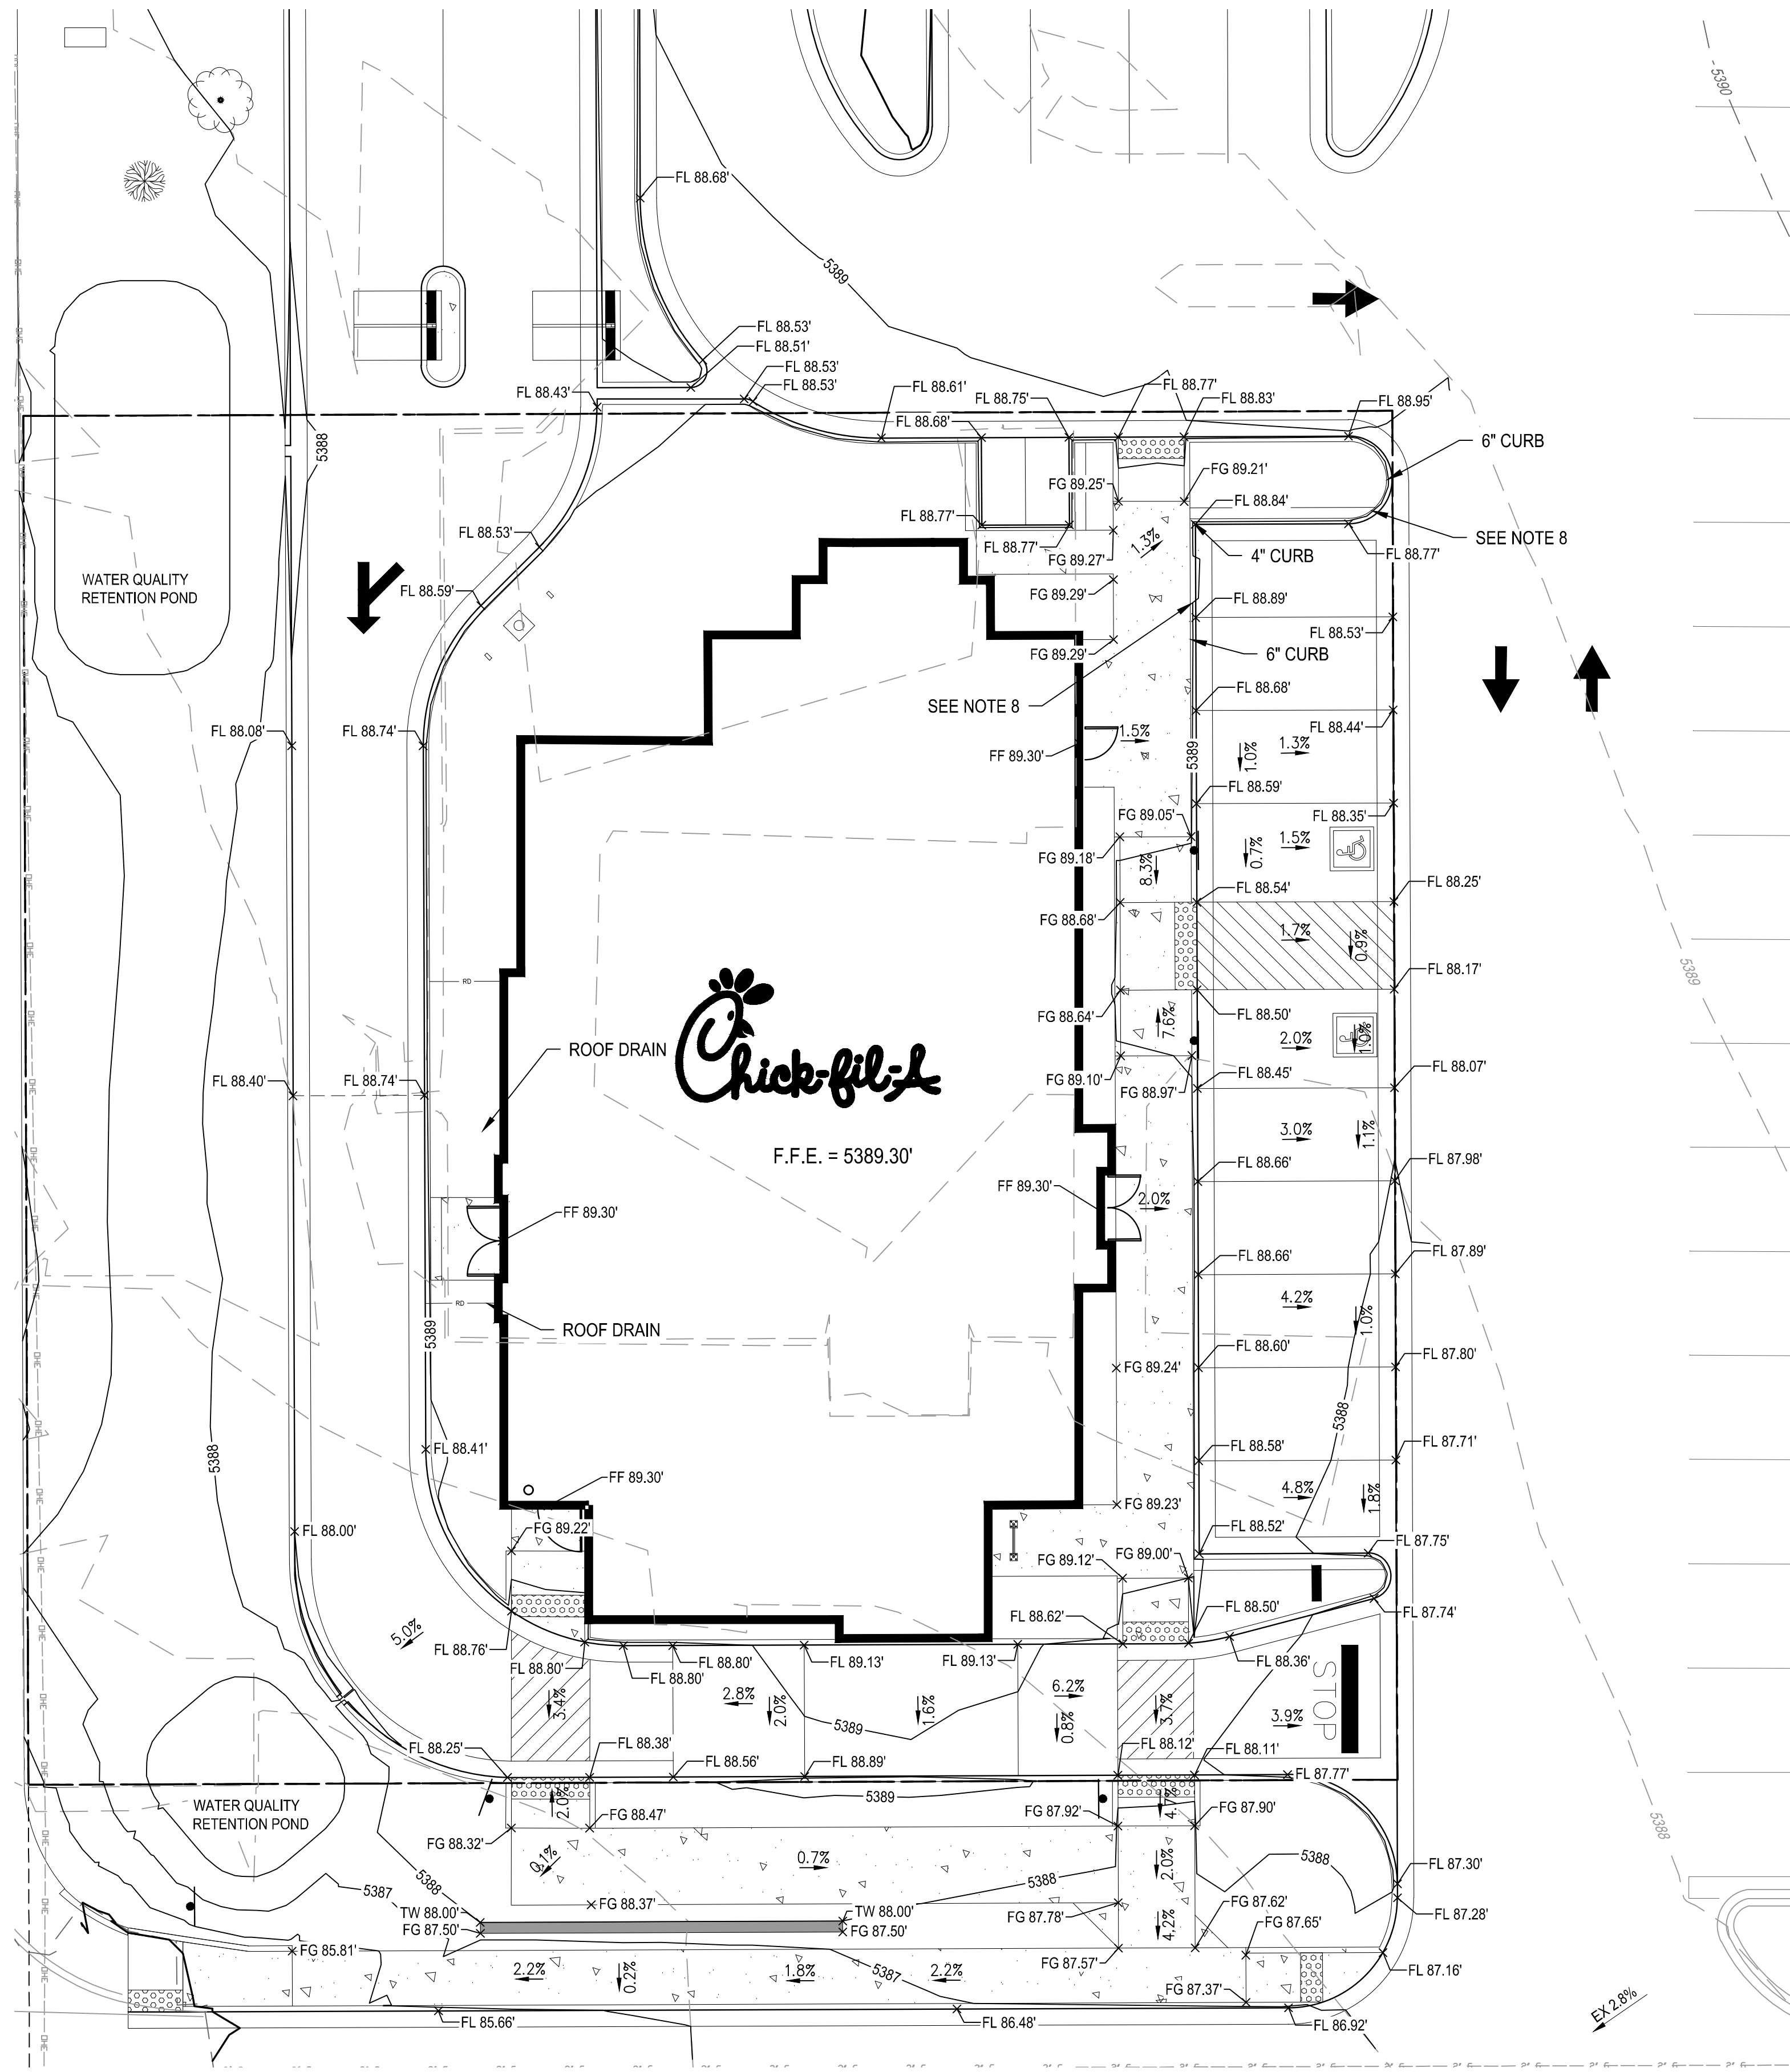 5390
FL 88.68'
5389
FL 88.53'
FL 88.51'
FL 88.53'
FL 88.53'
FL 88.43'
FL 88.61'
FL 88.77'
FL 88.75'
FL 88.83'
FL 88.95'
FL 88.68'
6" CURB
5388
FG 89.21'
FG 89.25'
FL 88.84'
FL 88.77'
FL 88.53'
SEE NOTE 8
FL 88.77'
1.3%
4" CURB
FL 88.77'
FG 89.27'
WATER QUALITY
RETENTION POND
FL 88.59'
FG 89.29'
FL 88.89'
FL 88.53'
FG 89.29'
6" CURB
FL 88.68'
SEE NOTE 8
FL 88.08'
FL 88.74'
1.5%
FL 88.44'
FF 89.30'
5389
1.0%
1.3%
FL 88.59'
FG 89.05'
FL 88.35'
1.5%
FG 89.18'
8.3%
0.7%
FL 88.54'
FL 88.25'
FG 88.68'
1.7%
0.9%
5389
RD
FL 88.17'
FG 88.64'
7.6%
FL 88.50'
2.0%
1.0%
ROOF DRAIN
Chick-fil-A
FL 88.40'
FL 88.74'
FG 89.10'
FL 88.45'
FL 88.07'
FG 88.97'
3.0%
1.1%
F.F.E. = 5389.30'
FL 88.66'
FL 87.98'
FF 89.30'
2.0%
FF 89.30'
FL 88.66'
FL 87.89'
RD
4.2%
1.0%
ROOF DRAIN
5389
FG 89.24'
FL 88.60'
FL 87.80'
5388
5388
FL 88.41'
FL 88.58'
FL 87.71'
FF 89.30'
4.8%
1.8%
FG 89.23'
FL 88.00'
FG 89.22'
FL 88.52'
FL 87.75'
FG 89.12'
FG 89.00'
5.0%
FL 88.62'
FL 88.50'
FL 87.74'
FL 88.76'
FL 88.80'
FL 88.80'
FL 88.80'
FL 89.13'
FL 89.13'
FL 88.36'
STOP
3.4%
2.8%
2.0%
1.6%
6.2%
0.8%
3.7%
3.9%
5389
FL 88.25'
FL 88.38'
FL 88.56'
FL 88.89'
FL 88.12'
FL 88.11'
FL 87.77'
5389
WATER QUALITY
RETENTION POND
2.0%
4.7%
FG 88.47'
FG 87.92'
FG 87.90'
5388
FG 88.32'
0.1%
0.7%
2.0%
5388
5388
5388
5387
FL 87.30'
FG 88.37'
TW 88.00'
TW 88.00'
FG 87.78'
FG 87.62'
FL 87.28'
FG 87.50'
FG 87.50'
4.2%
FG 87.65'
FG 85.81'
FG 87.57'
FL 87.16'
2.2%
0.2%
1.8%
5387
2.2%
FG 87.37'
FL 85.66'
FL 86.48'
FL 86.92'
EX 2.8%